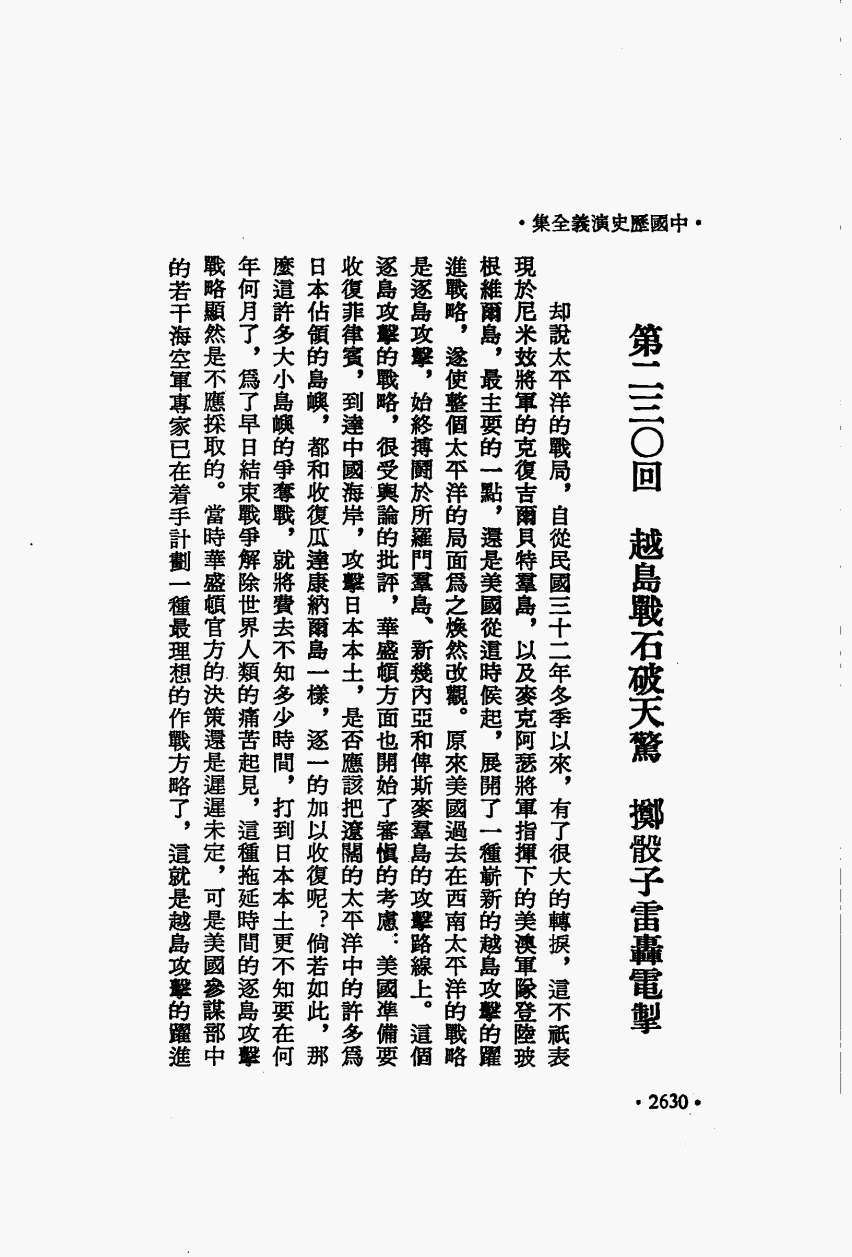 •中國歷史演義全集•
第二三〇回　越島戰石破天驚　擲骰子雷轟電掣
却說太平洋的戰局，自從民國三十二年冬季以來，有了很大的轉捩，這不祇表
現於尼米玆將軍的克復吉爾貝特羣島，以及麥克阿瑟將軍指揮下的美澳軍隊登陸玻
根維爾島，最主要的一點，還是美國從這時候起，展開了一種嶄新的越島攻擊的躍
進戰略，遂使整個太平洋的局面爲之煥然改觀。原來美國過去在西南太平洋的戰略
是逐島攻擊，始終搏鬬於所羅門羣島、新幾內亞和俾斯麥羣島的攻擊路線上。這個
逐島攻擊的戰略，很受輿論的批評，華盛頓方面也開始了審愼的考慮：美國準備要
收復菲律賓，到達中國海岸，攻擊日本本土，是否應該把遼闊的太平洋中的許多爲
日本佔領的島嶼，都和收復瓜達康納爾島一樣，逐一的加以收復呢？倘若如此，那
麼這許多大小島嶼的爭奪戰，就將費去不知多少時間，打到日本本土更不知要在何
年何月了，爲了早日結束戰爭解除世界人類的痛苦起見，這種拖延時間的逐島攻擊
戰略顯然是不應採取的。當時華盛頓官方的決策還是遲遲未定，可是美國參謀部中
的若干海空軍專家已在着手計劃一種最理想的作戰方略了，這就是越島攻擊的躍進
•2630•